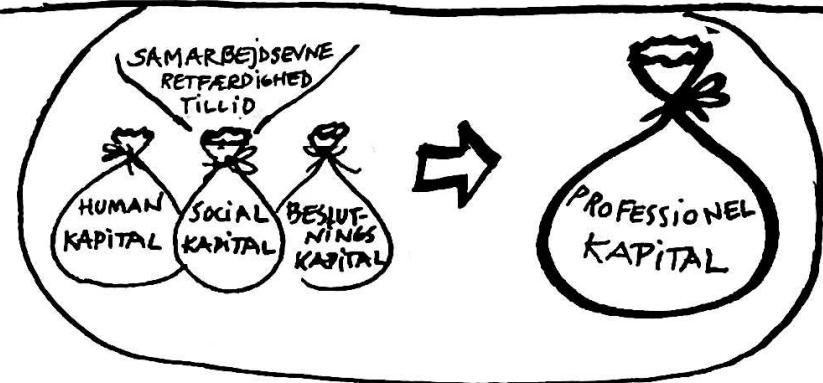 SAMARBEJDSEVNE
RETFÆRDIGHED
TILLID
HUMAN
KAPITAL
SOCIAL
KAPITAL
BESLUT-
NINGS
KAPITAL
PROFESSIONEL
KAPITAL